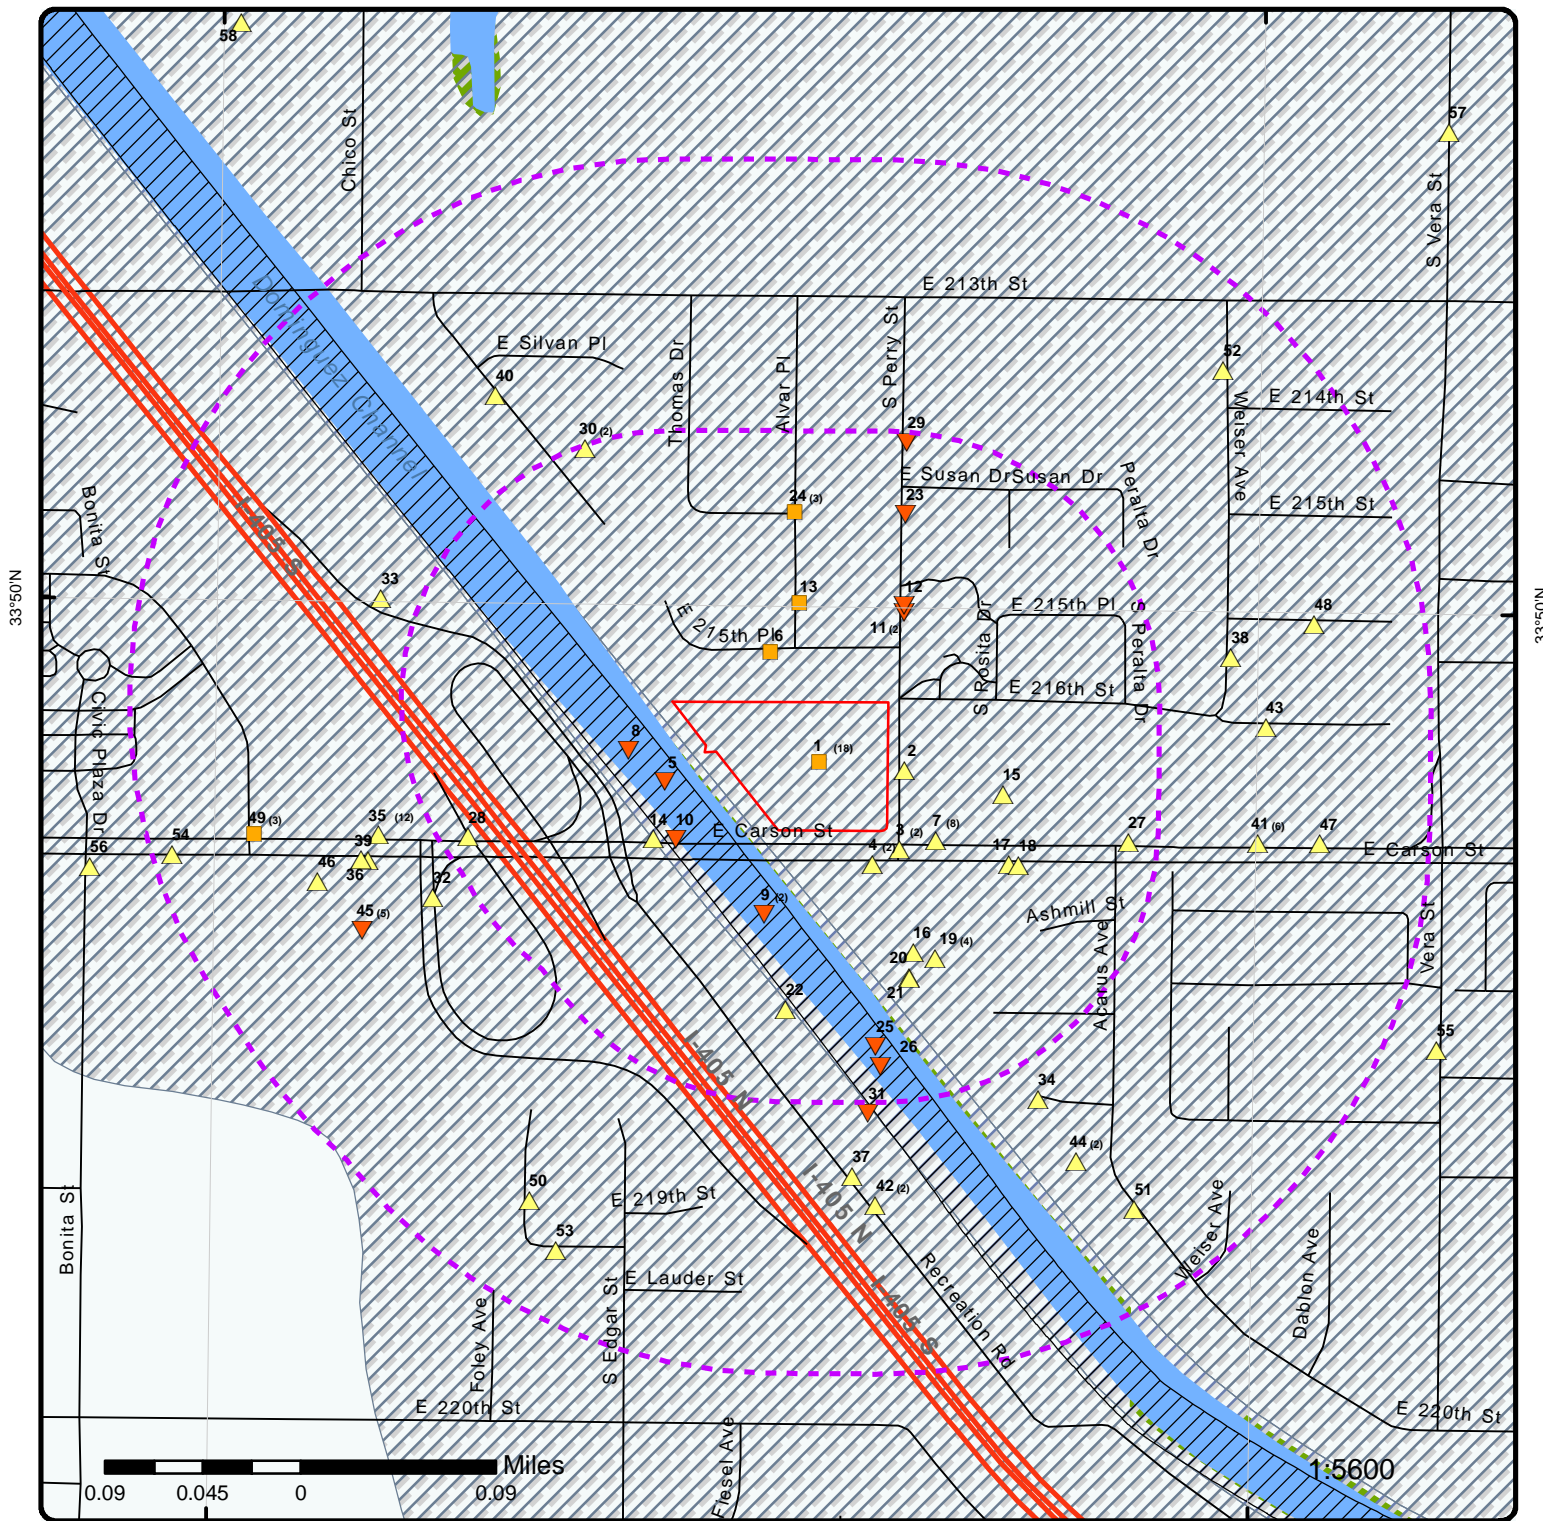 58
57
Chico St
S Vera St
E 213th St
Dominguez Channel
E Silvan Pl
Thomas Dr
Alvar Pl
S Perry St
52
40
E 214th St
Weiser Ave
30 (2)
29
E Susan Dr
Susan Dr
Peralta Dr
24 (3)
23
E 215th St
Bonita St
I-405 S
33°50'N
33°50'N
33
13
12
11 (2
E 215th Pl
E 215th Pl
6
S Rosita Dr
S Peralta Dr
48
38
E 216th St
43
Civic Plaza Dr
8
5
1 (18)
2
15
49 (3)
35 (12)
28
14
10
E Carson St
3 (2)
7 (8)
27
41 (6)
47
E Carson St
54
39
4 (2)
17
18
56
46
36
32
45 (5)
9 (2)
Ashmill St
Acarus Ave
Vera St
16
19 (4)
20
21
22
25
26
55
I-405 N
31
34
37
44 (2)
I-405 N
42 (2)
51
50
E 219th St
Bonita St
53
Weiser Ave
E Lauder St
Recreation Rd
I-405 S
Dablon Ave
Foley Ave
S Edgar St
E 220th St
E 220th St
Fiesel Ave
Miles
0.09
0.045
0
0.09
1:5600